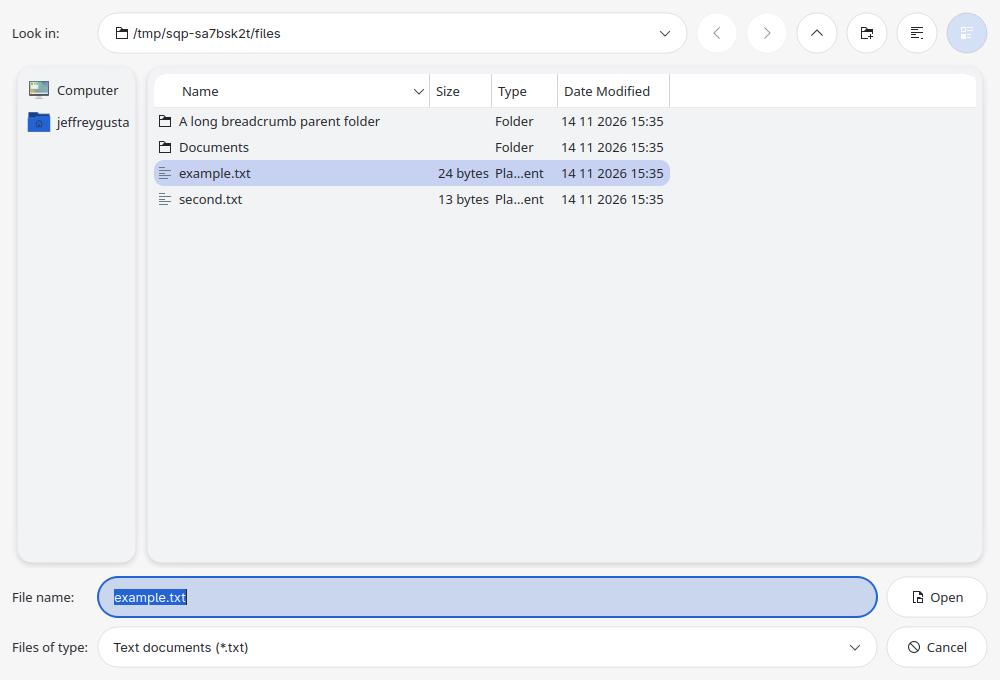 Look in: /tmp/sqp-sa7bsk2t/files
Computer
jeffreygusta
Name Size Type Date Modified
A long breadcrumb parent folder Folder 14 11 2026 15:35
Documents Folder 14 11 2026 15:35
example.txt 24 bytes Pla...ent 14 11 2026 15:35
second.txt 13 bytes Pla...ent 14 11 2026 15:35
File name: example.txt Open
Files of type: Text documents (*.txt) Cancel